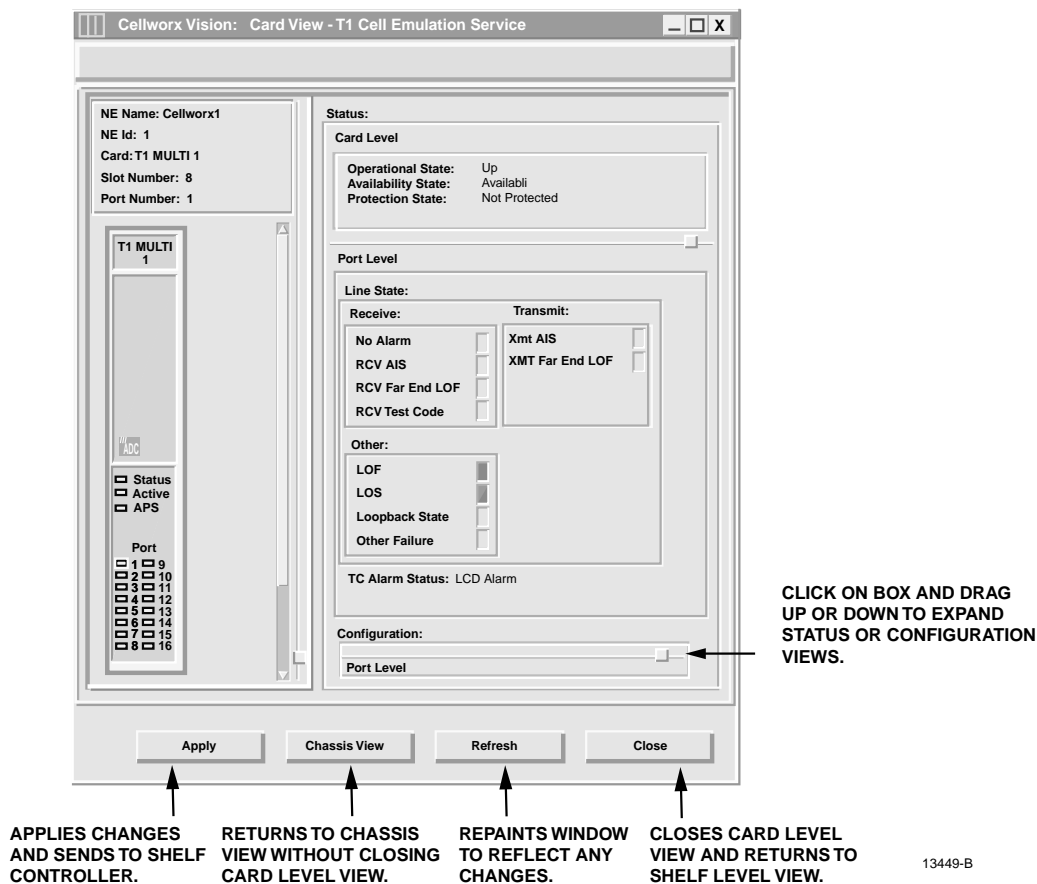 Cellworx Vision: Card View - T1 Cell Emulation Service
X
NE Name: Cellworx1
NE Id: 1
Card: T1 MULTI 1
Slot Number: 8
Port Number: 1
T1 MULTI
1
ADC
Status
Active
APS
Port
1 9
2 10
3 11
4 12
5 13
6 14
7 15
8 16
Status:
Card Level
Operational State: Up
Availability State: Availabli
Protection State: Not Protected
Port Level
Line State:
Receive:
No Alarm
RCV AIS
RCV Far End LOF
RCV Test Code
Transmit:
Xmt AIS
XMT Far End LOF
Other:
LOF
LOS
Loopback State
Other Failure
TC Alarm Status: LCD Alarm
Configuration:
Port Level
CLICK ON BOX AND DRAG
UP OR DOWN TO EXPAND
STATUS OR CONFIGURATION
VIEWS.
Apply
Chassis View
Refresh
Close
APPLIES CHANGES
AND SENDS TO SHELF
CONTROLLER.
RETURNS TO CHASSIS
VIEW WITHOUT CLOSING
CARD LEVEL VIEW.
REPAINTS WINDOW
TO REFLECT ANY
CHANGES.
CLOSES CARD LEVEL
VIEW AND RETURNS TO
SHELF LEVEL VIEW.
13449-B